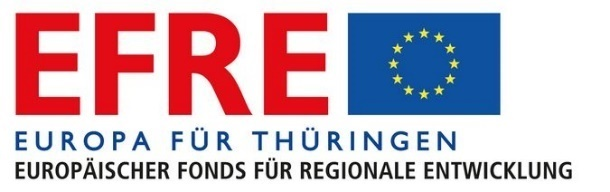 EFRE
EUROPA FÜR THÜRINGEN
EUROPÄISCHER FONDS FÜR REGIONALE ENTWICKLUNG